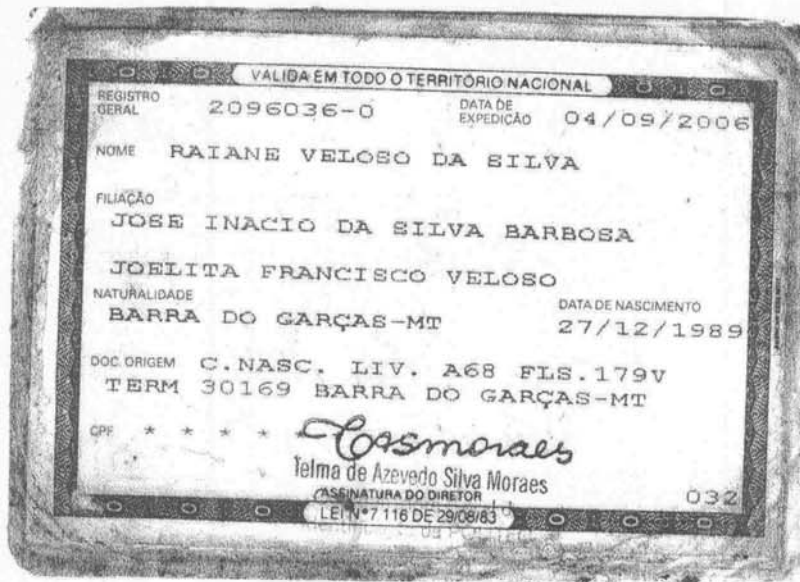 VALIDA EM TODO O TERRITÓRIO NACIONAL
REGISTRO GERAL 2096036-0 DATA DE EXPEDIÇÃO 04/09/2006
NOME RAIANE VELOSO DA SILVA
FILIAÇÃO
JOSE INACIO DA SILVA BARBOSA
JOELITA FRANCISCO VELOSO
NATURALIDADE DATA DE NASCIMENTO
BARRA DO GARÇAS-MT 27/12/1989
DOC. ORIGEM C.NASC. LIV. A68 FLS.179V
TERM 30169 BARRA DO GARÇAS-MT
CPF * * * *
Telma de Azevedo Silva Moraes
ASSINATURA DO DIRETOR 032
LEI Nº 7 116 DE 29/08/83